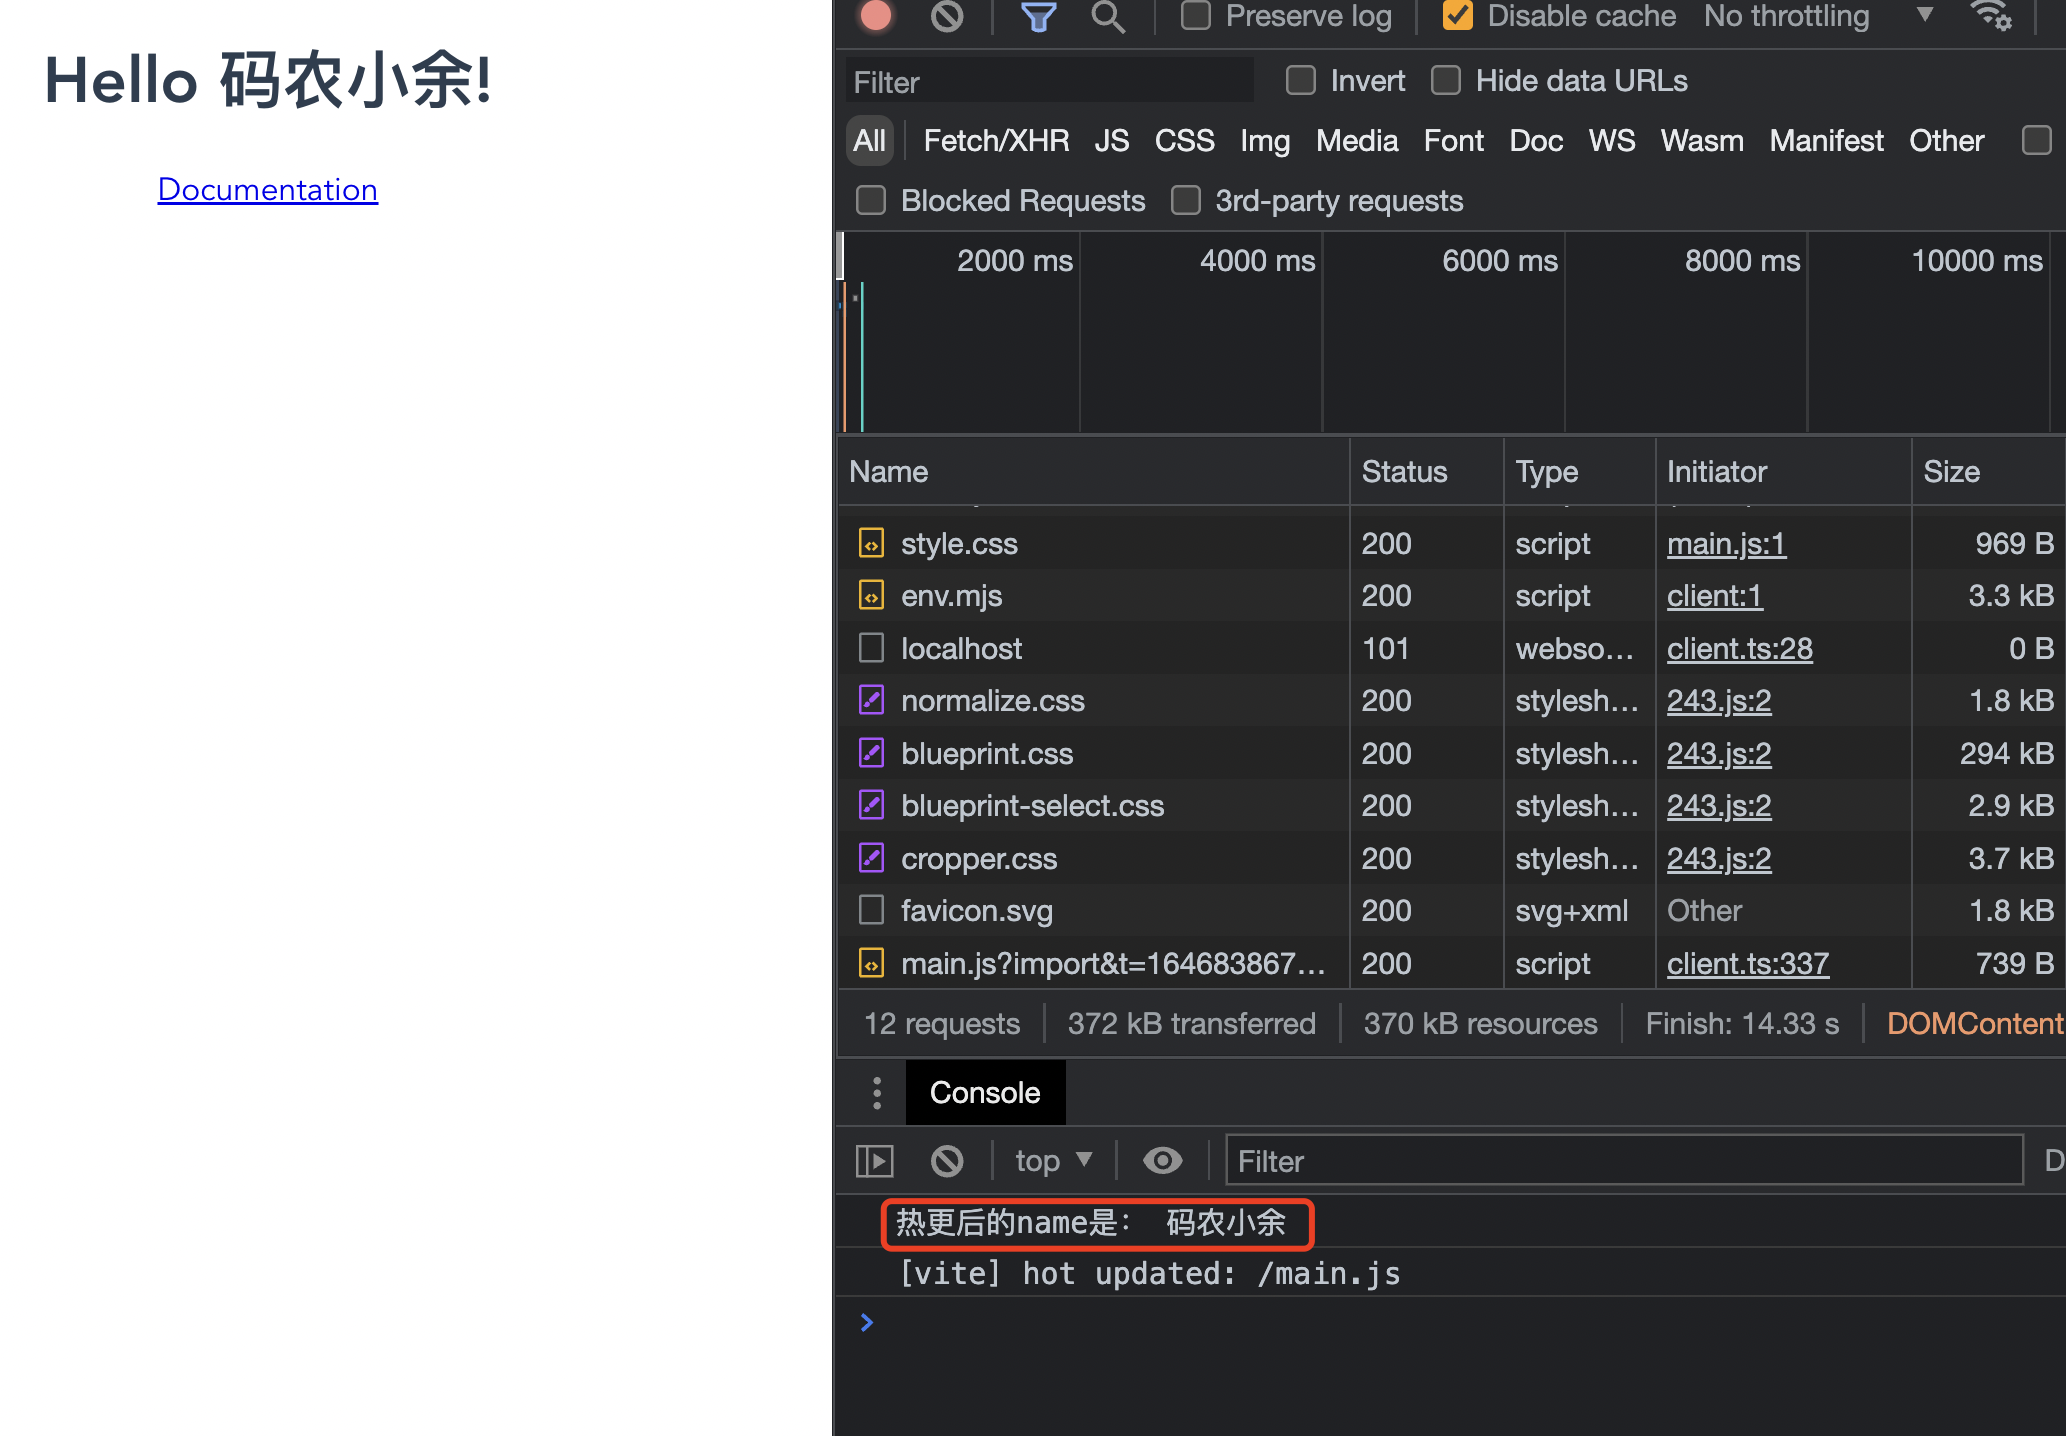 Hello 码农小余!
Documentation
Preserve log Disable cache No throttling
Filter Invert Hide data URLs
All Fetch/XHR JS CSS Img Media Font Doc WS Wasm Manifest Other
Blocked Requests 3rd-party requests
2000 ms 4000 ms 6000 ms 8000 ms 10000 ms
Name Status Type Initiator Size
style.css 200 script main.js:1 969 B
env.mjs 200 script client:1 3.3 kB
localhost 101 webso… client.ts:28 0 B
normalize.css 200 stylesh… 243.js:2 1.8 kB
blueprint.css 200 stylesh… 243.js:2 294 kB
blueprint-select.css 200 stylesh… 243.js:2 2.9 kB
cropper.css 200 stylesh… 243.js:2 3.7 kB
favicon.svg 200 svg+xml Other 1.8 kB
main.js?import&t=164683867… 200 script client.ts:337 739 B
12 requests 372 kB transferred 370 kB resources Finish: 14.33 s DOMContent
Console
top Filter D
热更后的name是： 码农小余
[vite] hot updated: /main.js